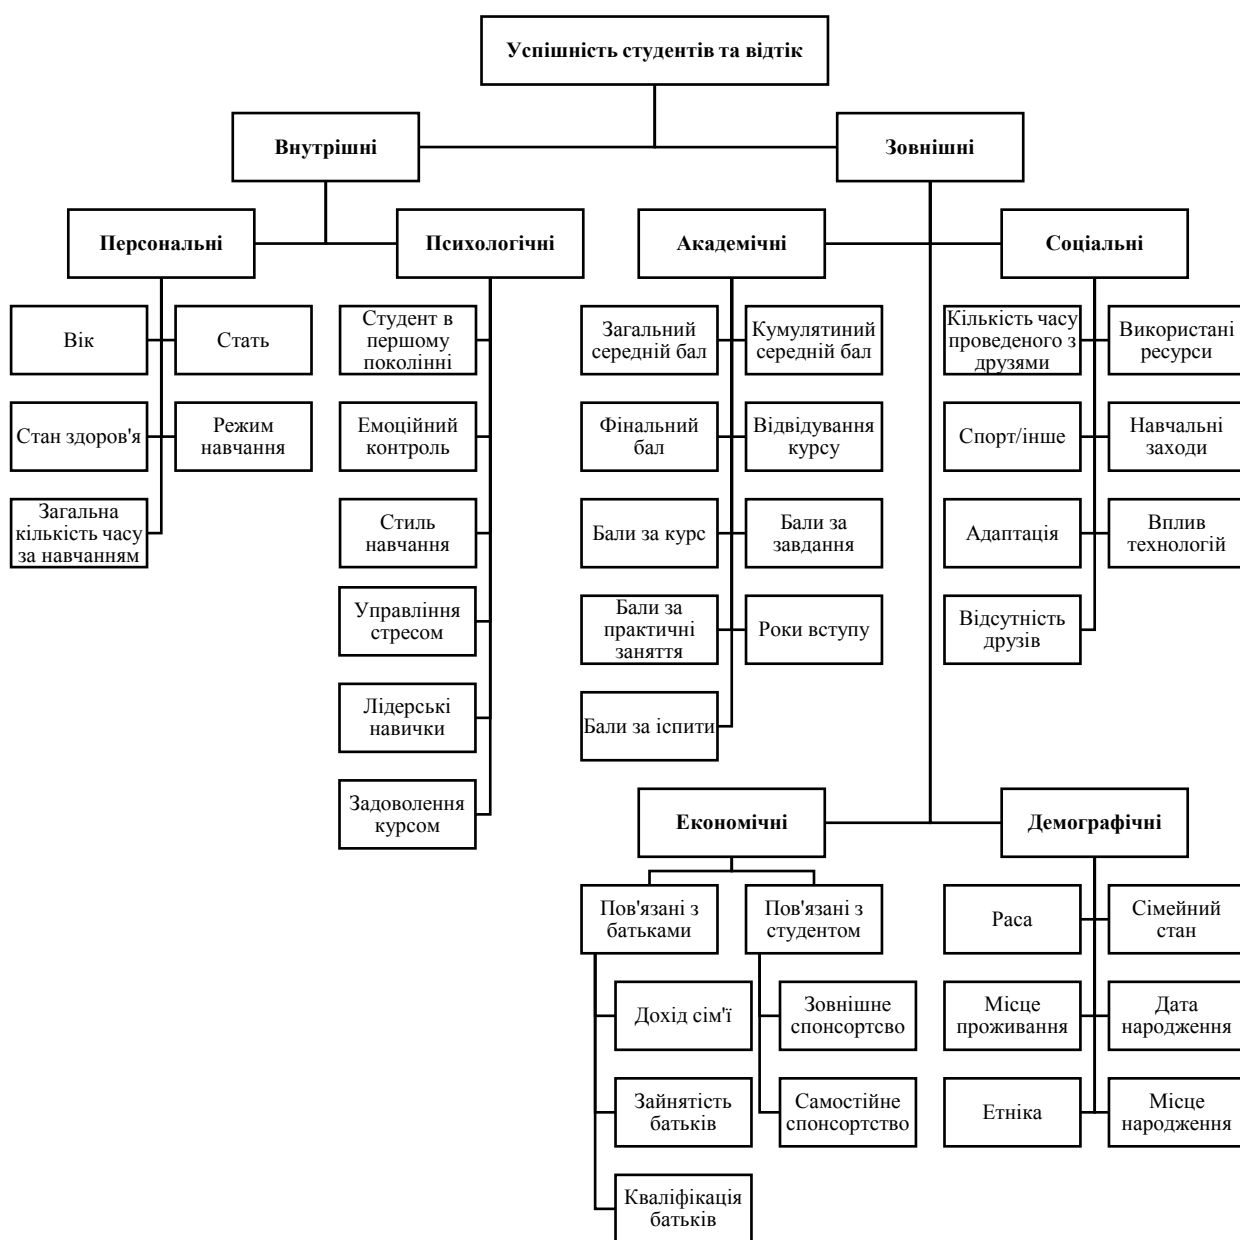 Успішність студентів та відтік
Внутрішні
Зовнішні
Персональні
Психологічні
Академічні
Соціальні
Вік
Стать
Стан здоров'я
Режим
навчання
Загальна
кількість часу
за навчанням
Студент в
першому
поколінні
Емоційний
контроль
Стиль
навчання
Управління
стресом
Лідерські
навички
Задоволення
курсом
Загальний
середній бал
Кумулятиний
середній бал
Фінальний
бал
Відвідування
курсу
Бали за курс
Бали за
завдання
Бали за
практичні
заняття
Роки вступу
Бали за іспити
Кількість часу
проведеного з
друзями
Використані
ресурси
Спорт/інше
Навчальні
заходи
Адаптація
Вплив
технологій
Відсутність
друзів
Економічні
Демографічні
Пов'язані з
батьками
Пов'язані з
студентом
Дохід сім'ї
Зовнішне
спонсортсво
Зайнятість
батьків
Самостійне
спонсортство
Кваліфікація
батьків
Раса
Сімейний
стан
Місце
проживання
Дата
народження
Етніка
Місце
народження